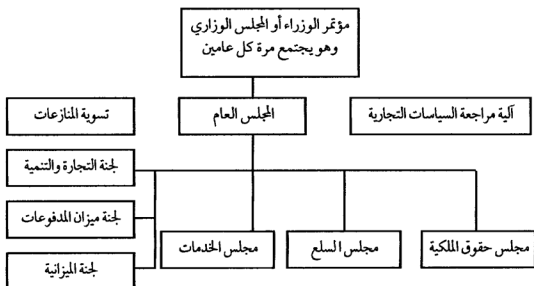 مؤتمر الوزراء أو المجلس الوزاري
وهو يجتمع مرة كل عامين
آلية مراجعة السياسات التجارية
المجلس العام
تسوية المنازعات
لجنة التجارة والتنمية
لجنة ميزان المدفوعات
مجلس حقوق الملكية
مجلس السلع
مجلس الخدمات
لجنة الميزانية